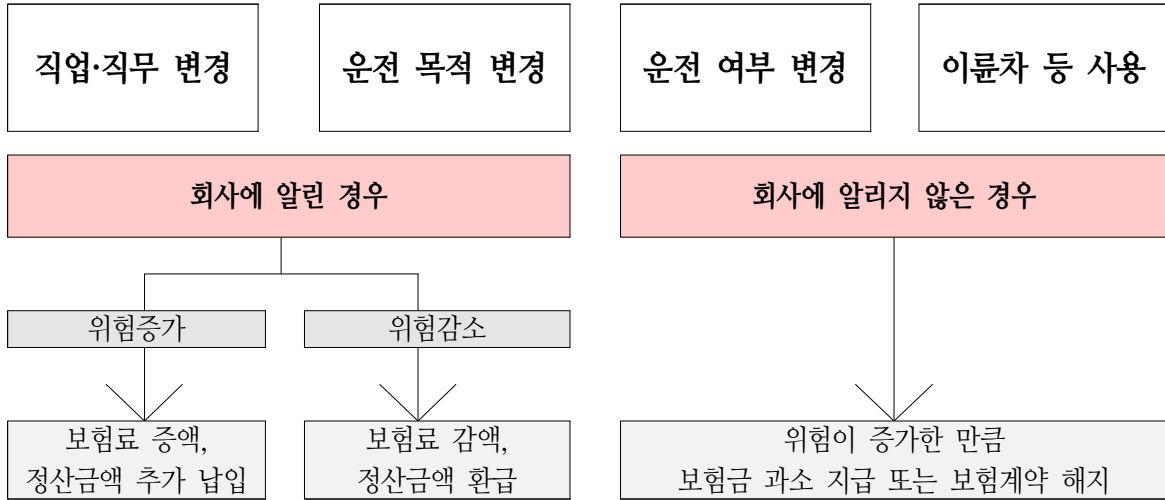 직업·직무 변경
운전 목적 변경
운전 여부 변경
이륜차 등 사용
회사에 알린 경우
회사에 알리지 않은 경우
위험증가
위험감소
보험료 증액,
정산금액 추가 납입
보험료 감액,
정산금액 환급
위험이 증가한 만큼
보험금 과소 지급 또는 보험계약 해지